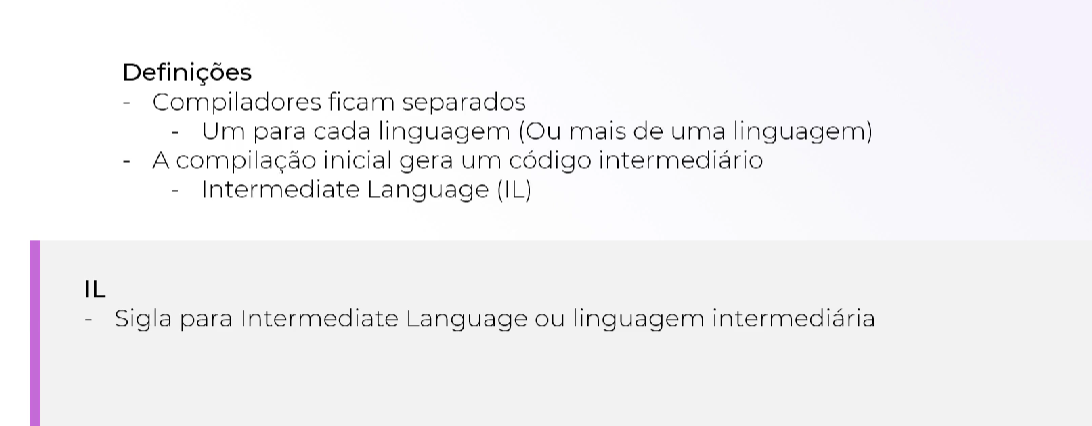 Definições
- Compiladores ficam separados
- Um para cada linguagem (Ou mais de uma linguagem)
- A compilação inicial gera um código intermediário
- Intermediate Language (IL)
IL
- Sigla para Intermediate Language ou linguagem intermediária